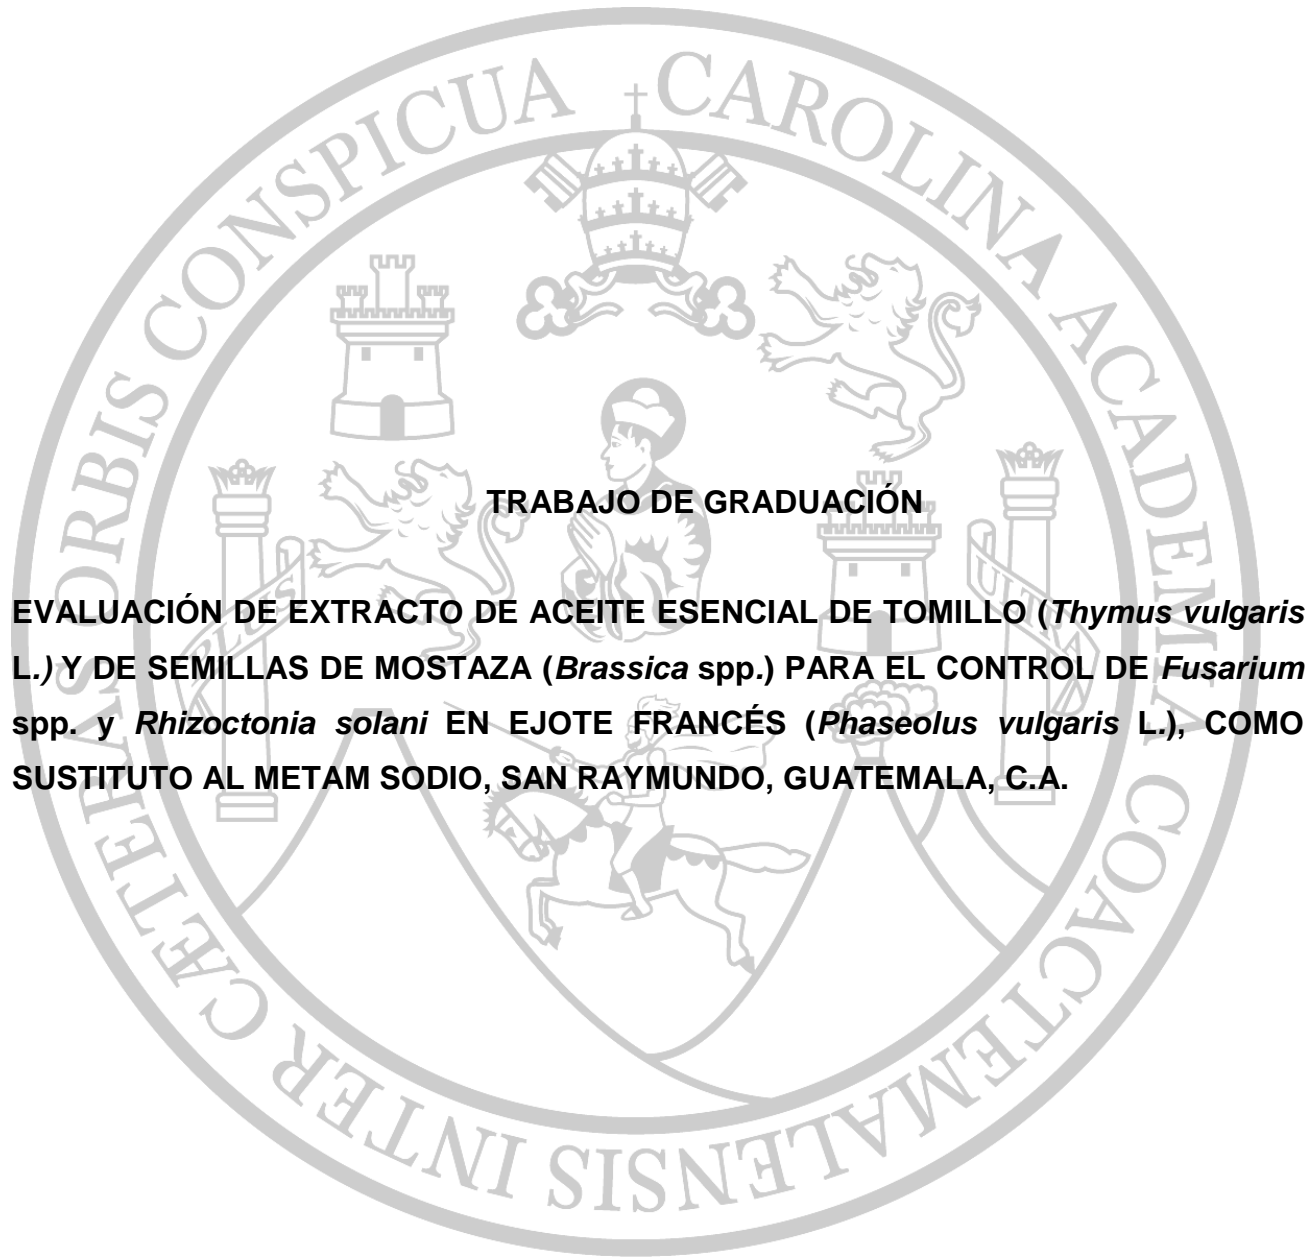 TRABAJO DE GRADUACIÓN
EVALUACIÓN DE EXTRACTO DE ACEITE ESENCIAL DE TOMILLO (Thymus vulgaris
L.) Y DE SEMILLAS DE MOSTAZA (Brassica spp.) PARA EL CONTROL DE Fusarium
spp. y Rhizoctonia solani EN EJOTE FRANCÉS (Phaseolus vulgaris L.), COMO
SUSTITUTO AL METAM SODIO, SAN RAYMUNDO, GUATEMALA, C.A.
CAROLINA ACADEMIA COACTEMALENSIS INTER CÆTERAS ORBIS CONSPICUA
PLUS
ULTRA